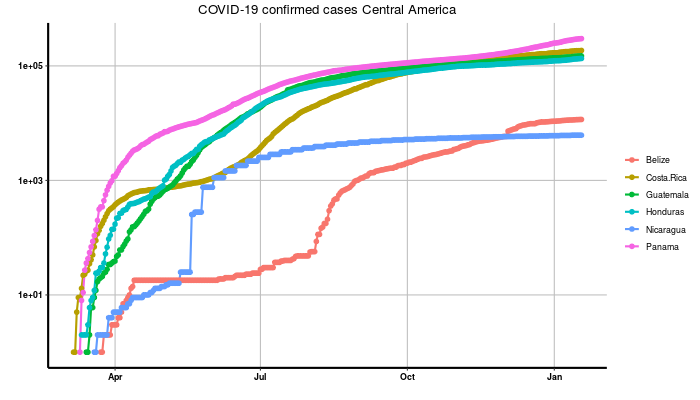 COVID-19 confirmed cases Central America
1e+05
1e+03
1e+01
Apr
Jul
Oct
Jan
Belize
Costa.Rica
Guatemala
Honduras
Nicaragua
Panama